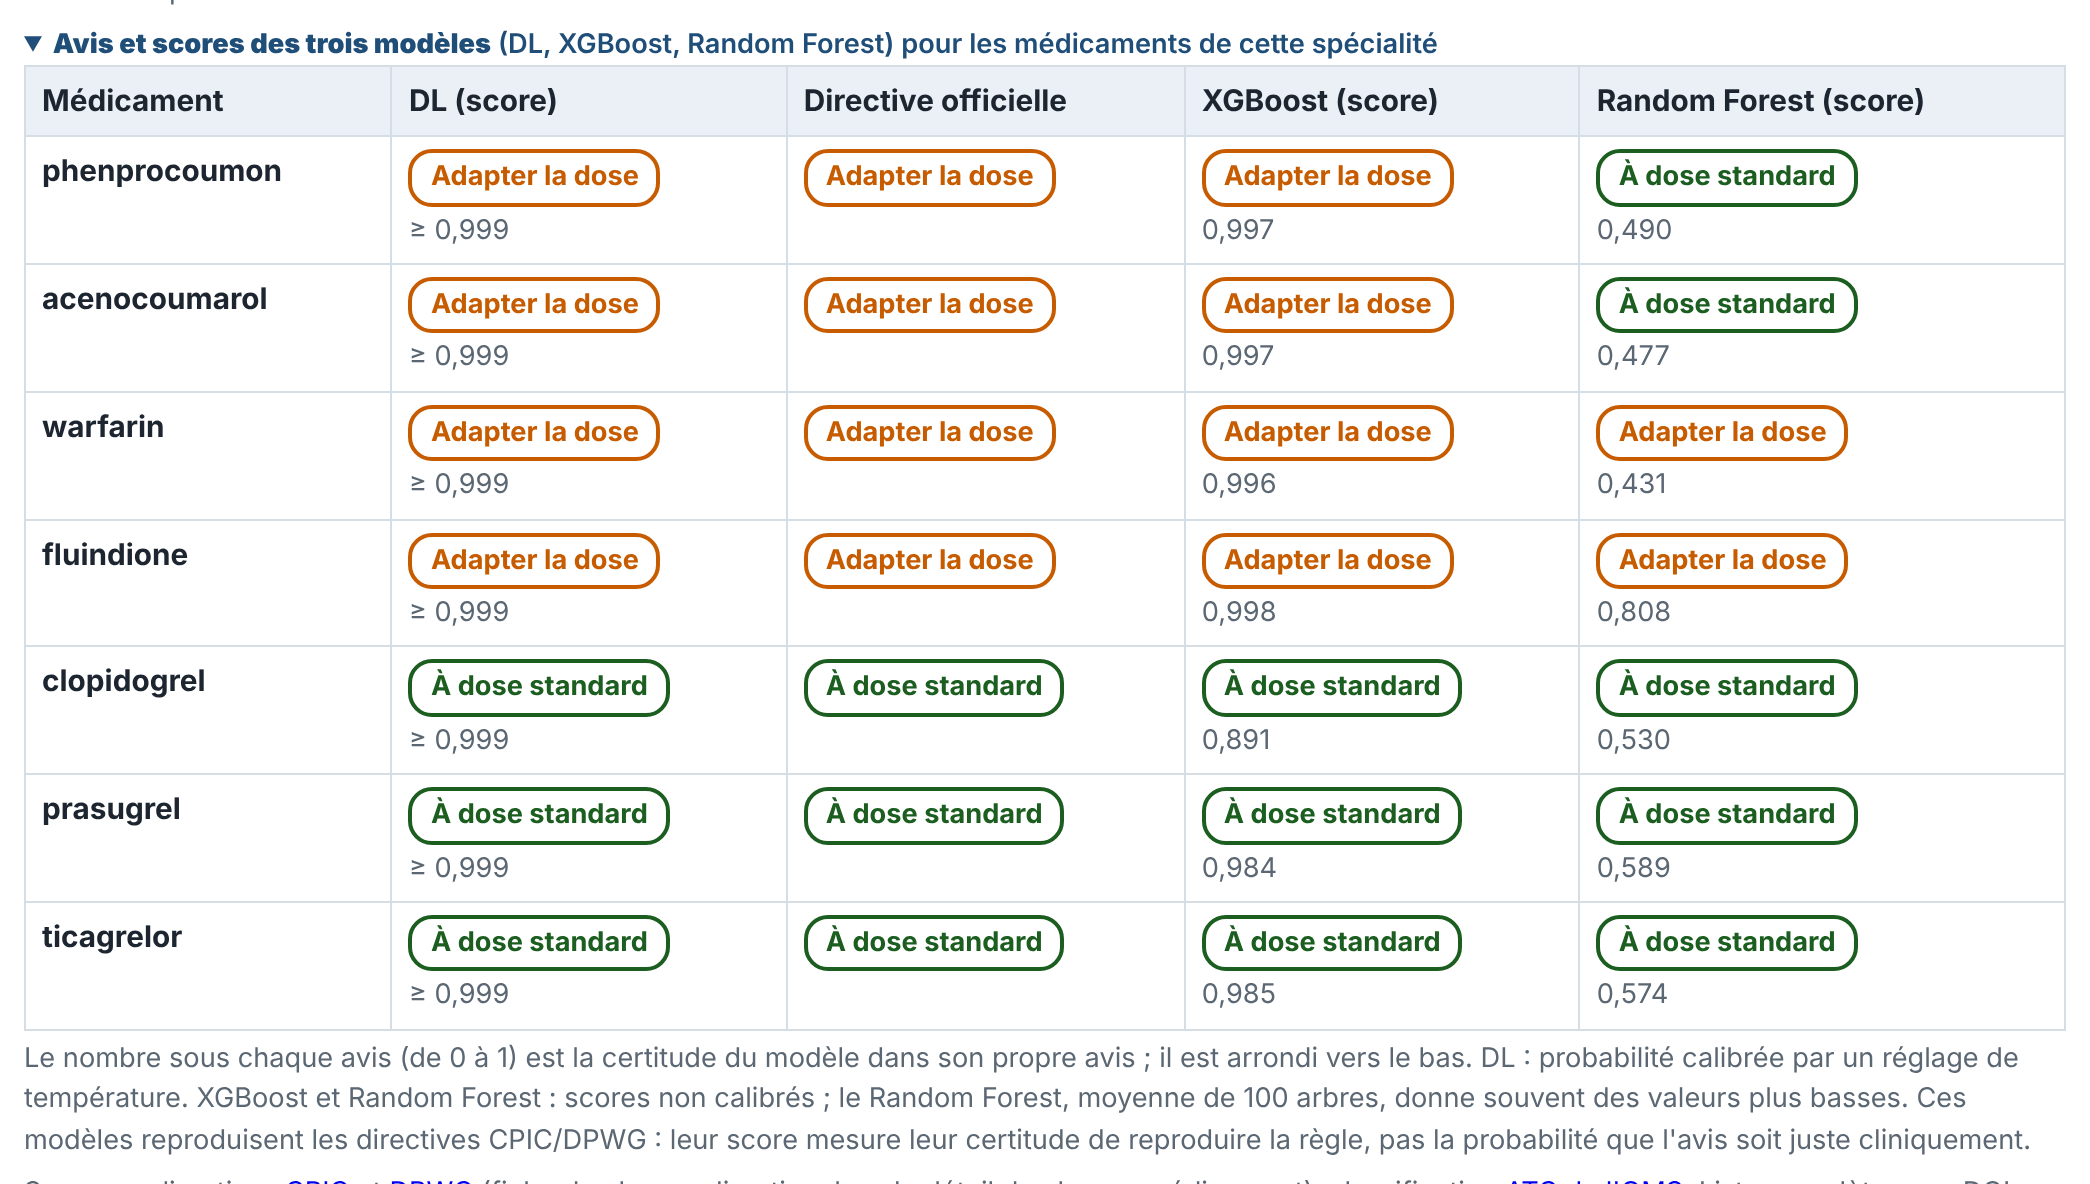 ▼ Avis et scores des trois modèles (DL, XGBoost, Random Forest) pour les médicaments de cette spécialité
Médicament DL (score) Directive officielle XGBoost (score) Random Forest (score)
phenprocoumon Adapter la dose Adapter la dose Adapter la dose À dose standard
≥ 0,999 0,997 0,490
acenocoumarol Adapter la dose Adapter la dose Adapter la dose À dose standard
≥ 0,999 0,997 0,477
warfarin Adapter la dose Adapter la dose Adapter la dose Adapter la dose
≥ 0,999 0,996 0,431
fluindione Adapter la dose Adapter la dose Adapter la dose Adapter la dose
≥ 0,999 0,998 0,808
clopidogrel À dose standard À dose standard À dose standard À dose standard
≥ 0,999 0,891 0,530
prasugrel À dose standard À dose standard À dose standard À dose standard
≥ 0,999 0,984 0,589
ticagrelor À dose standard À dose standard À dose standard À dose standard
≥ 0,999 0,985 0,574
Le nombre sous chaque avis (de 0 à 1) est la certitude du modèle dans son propre avis ; il est arrondi vers le bas. DL : probabilité calibrée par un réglage de
température. XGBoost et Random Forest : scores non calibrés ; le Random Forest, moyenne de 100 arbres, donne souvent des valeurs plus basses. Ces
modèles reproduisent les directives CPIC/DPWG : leur score mesure leur certitude de reproduire la règle, pas la probabilité que l'avis soit juste cliniquement.